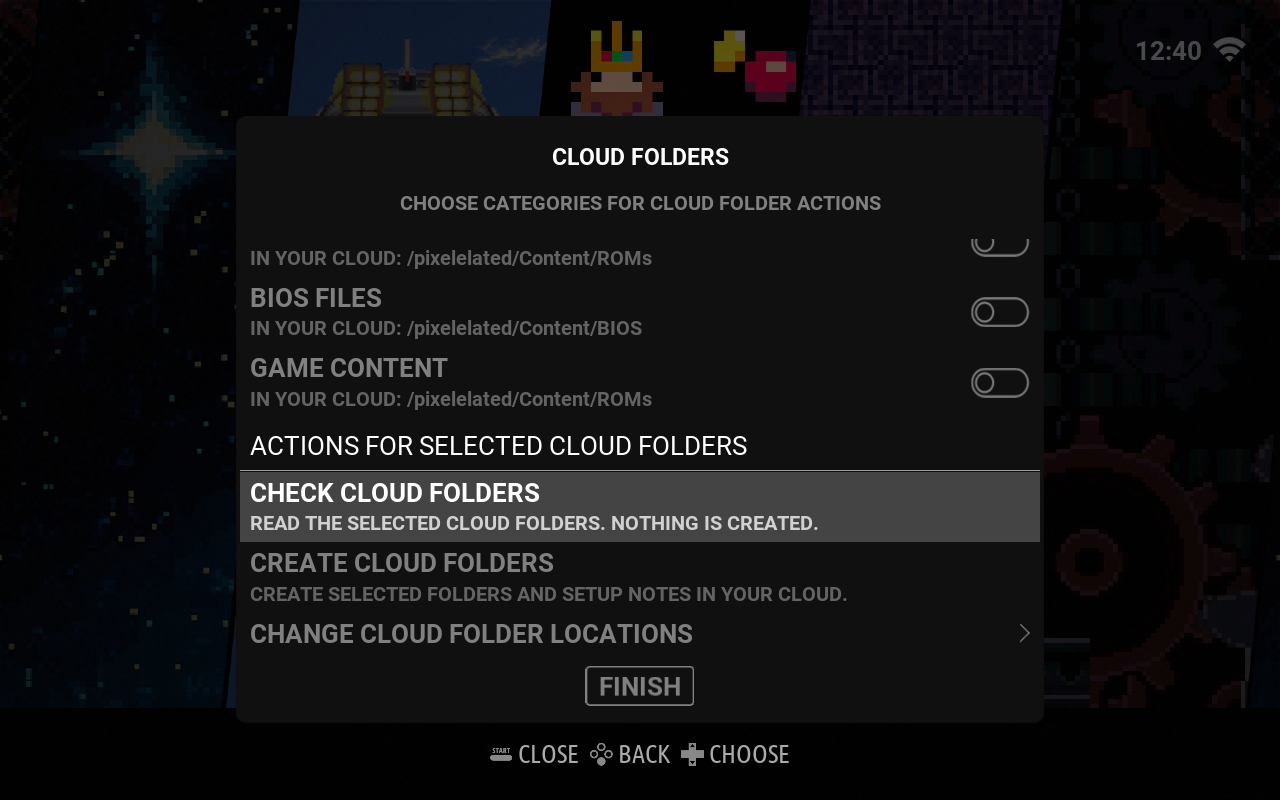 12:40
CLOUD FOLDERS
CHOOSE CATEGORIES FOR CLOUD FOLDER ACTIONS
IN YOUR CLOUD: /pixelelated/Content/ROMs
BIOS FILES
IN YOUR CLOUD: /pixelelated/Content/BIOS
GAME CONTENT
IN YOUR CLOUD: /pixelelated/Content/ROMs
ACTIONS FOR SELECTED CLOUD FOLDERS
CHECK CLOUD FOLDERS
READ THE SELECTED CLOUD FOLDERS. NOTHING IS CREATED.
CREATE CLOUD FOLDERS
CREATE SELECTED FOLDERS AND SETUP NOTES IN YOUR CLOUD.
CHANGE CLOUD FOLDER LOCATIONS
FINISH
START CLOSE BACK CHOOSE